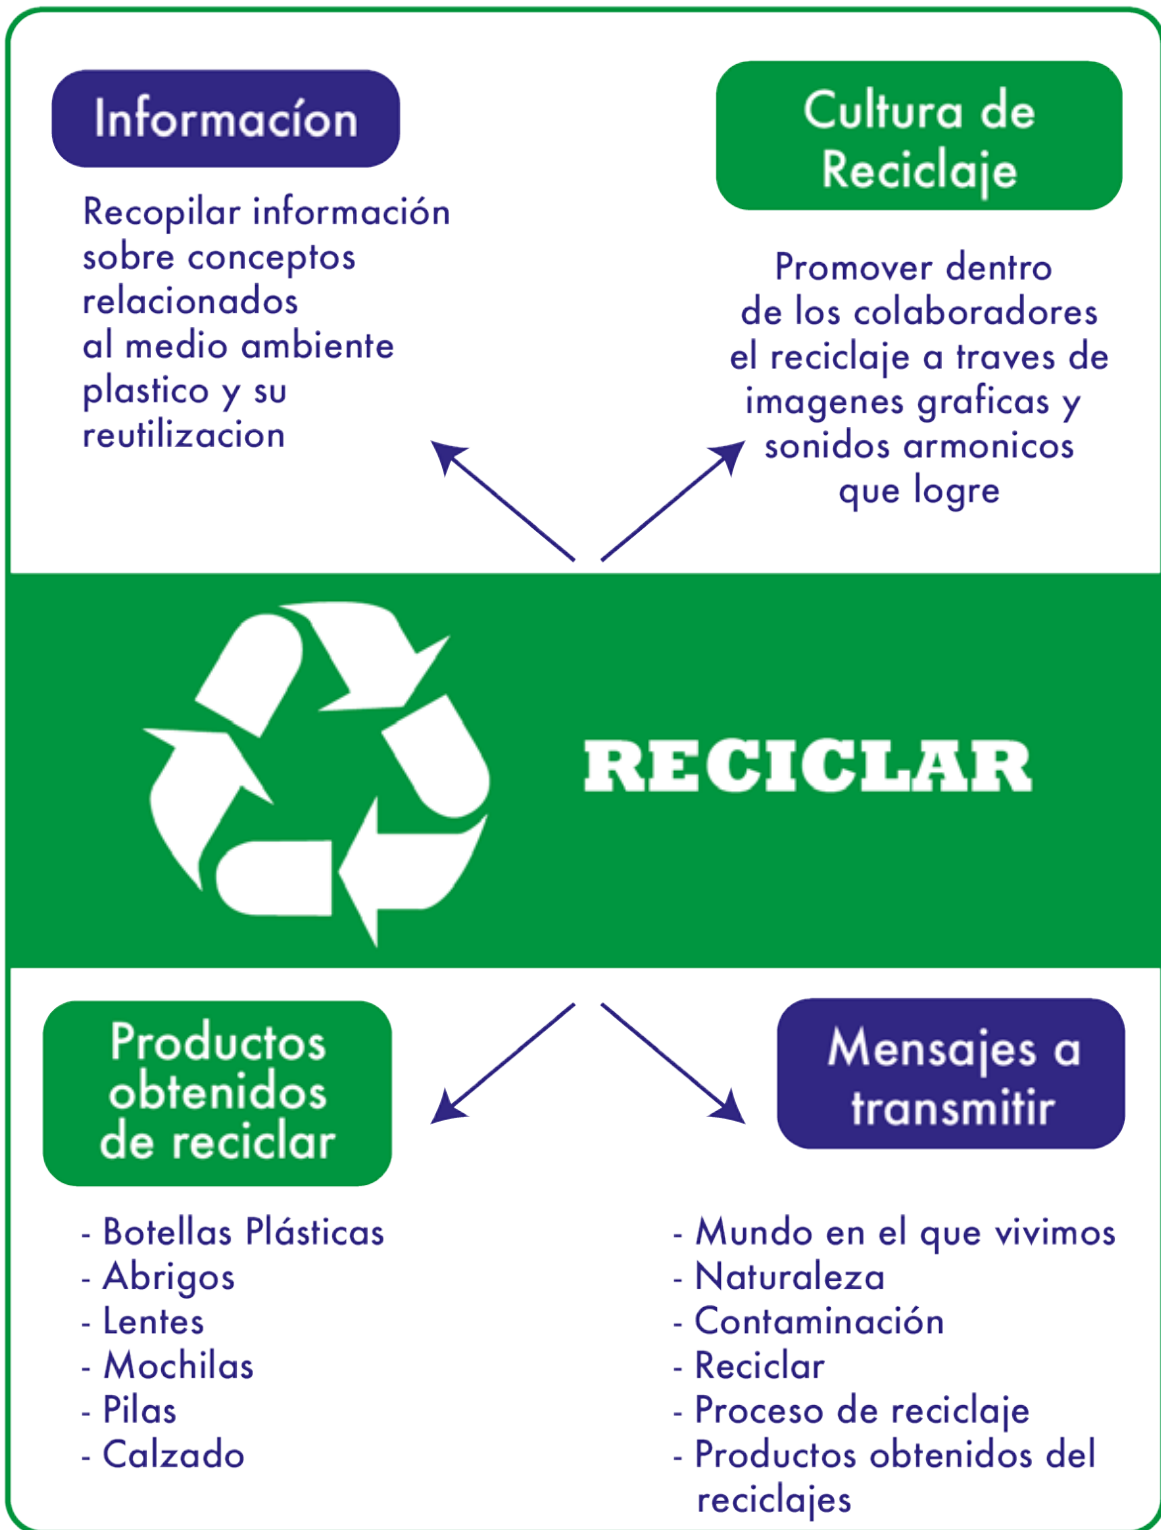 Informacíon
Recopilar información
sobre conceptos
relacionados
al medio ambiente
plastico y su
reutilizacion
Cultura de
Reciclaje
Promover dentro
de los colaboradores
el reciclaje a traves de
imagenes graficas y
sonidos armonicos
que logre
RECICLAR
Productos
obtenidos
de reciclar
- Botellas Plásticas
- Abrigos
- Lentes
- Mochilas
- Pilas
- Calzado
Mensajes a
transmitir
- Mundo en el que vivimos
- Naturaleza
- Contaminación
- Reciclar
- Proceso de reciclaje
- Productos obtenidos del
reciclajes